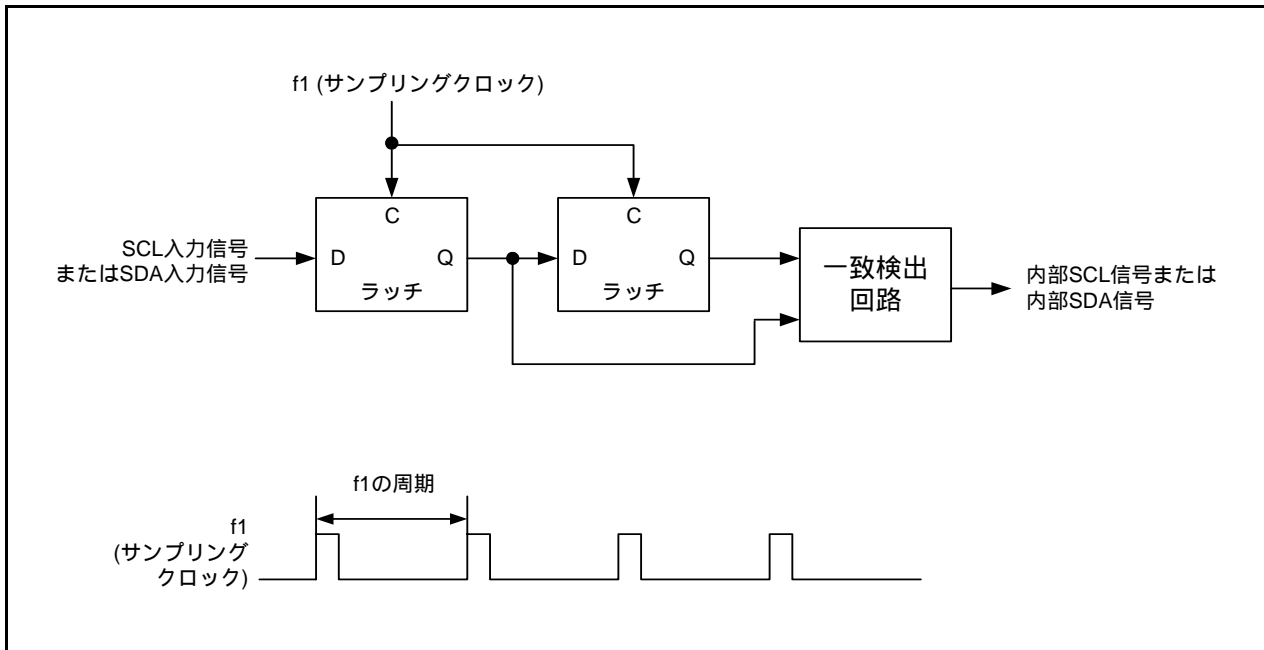 f1 (サンプリングクロック)
C
C
SCL入力信号
またはSDA入力信号
D
Q
ラッチ
D
Q
ラッチ
一致検出
回路
内部SCL信号または
内部SDA信号
f1の周期
f1
(サンプリング
クロック)